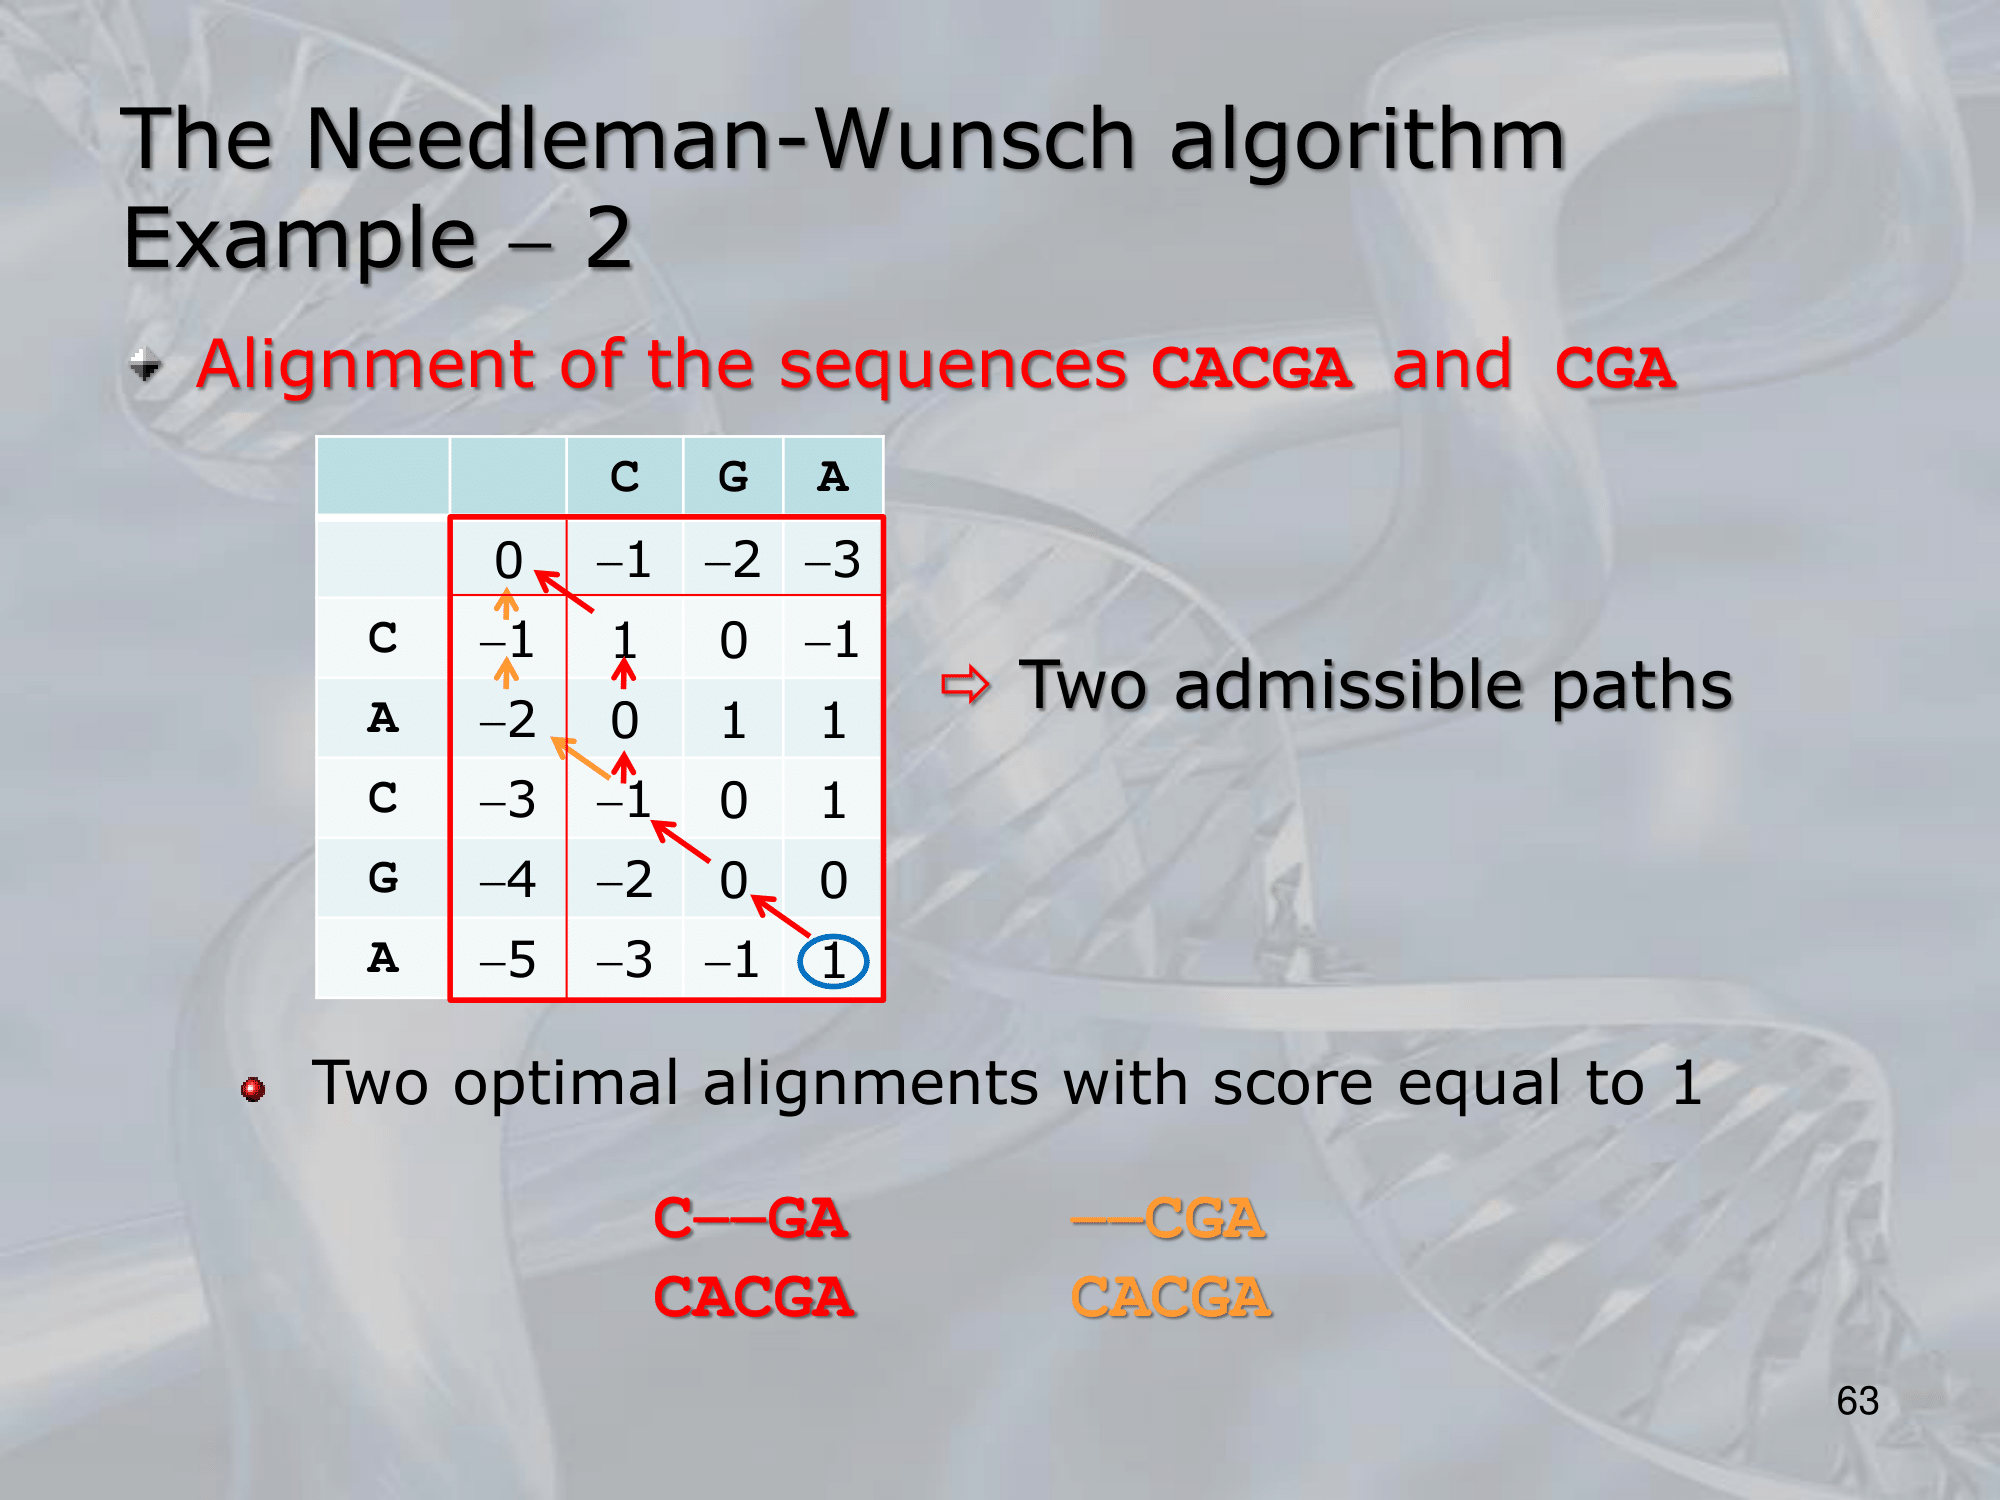 The Needleman-Wunsch algorithm
Example – 2
Alignment of the sequences CACGA and CGA
C G A
0 –1 –2 –3
C –1 1 0 –1
A –2 0 1 1
C –3 –1 0 1
G –4 –2 0 0
A –5 –3 –1 1
⇨ Two admissible paths
Two optimal alignments with score equal to 1
C––GA ––CGA
CACGA CACGA
63